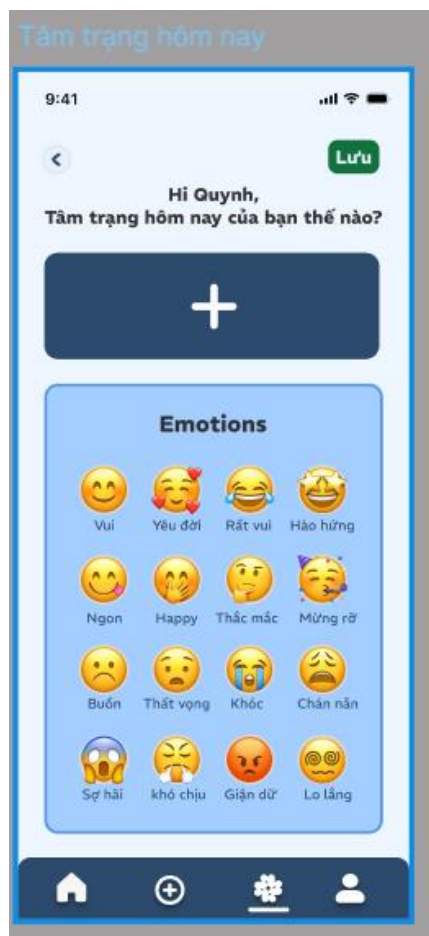 Tâm trạng hôm nay
9:41
Lưu
Hi Quynh,
Tâm trạng hôm nay của bạn thế nào?
Emotions
Vui Yêu đời Rất vui Hào hứng
Ngon Happy Thắc mắc Mừng rỡ
Buồn Thất vọng Khóc Chán nản
Sợ hãi khó chịu Giận dữ Lo lắng